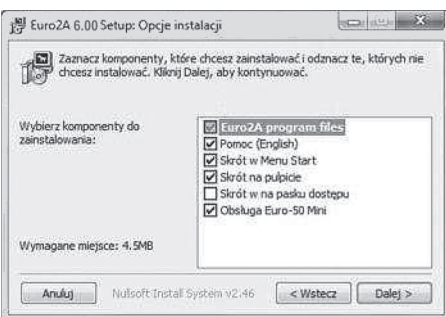 Euro2A 6.00 Setup: Opcje instalacji
Zaznacz komponenty, które chcesz zainstalować i odznacz te, których nie
chcesz instalować. Kliknij Dalej, aby kontynuować.
Wybierz komponenty do
zainstalowania:
Euro2A program files
Pomoc (English)
Skrót w Menu Start
Skrót na pulpicie
Skrót w na pasku dostępu
Obsługa Euro-50 Mini
Wymagane miejsce: 4.5MB
Anuluj
Nullsoft Install System v2.46
< Wstecz
Dalej >